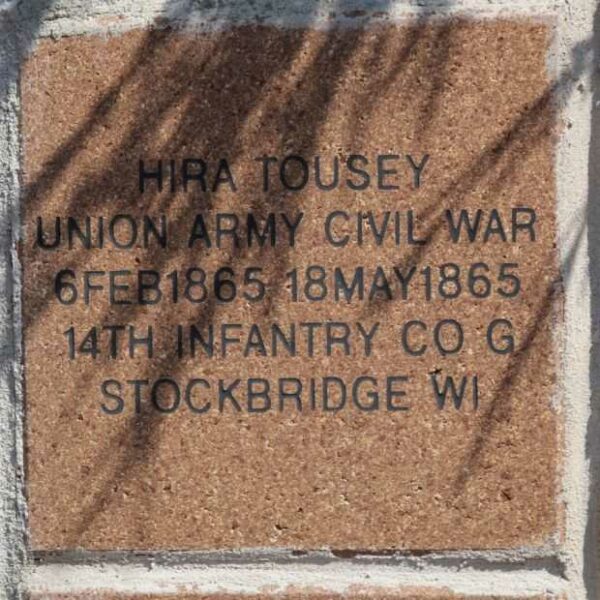 HIRA TOUSEY
UNION ARMY CIVIL WAR
6FEB1865 18MAY1865
14TH INFANTRY CO G
STOCKBRIDGE WI